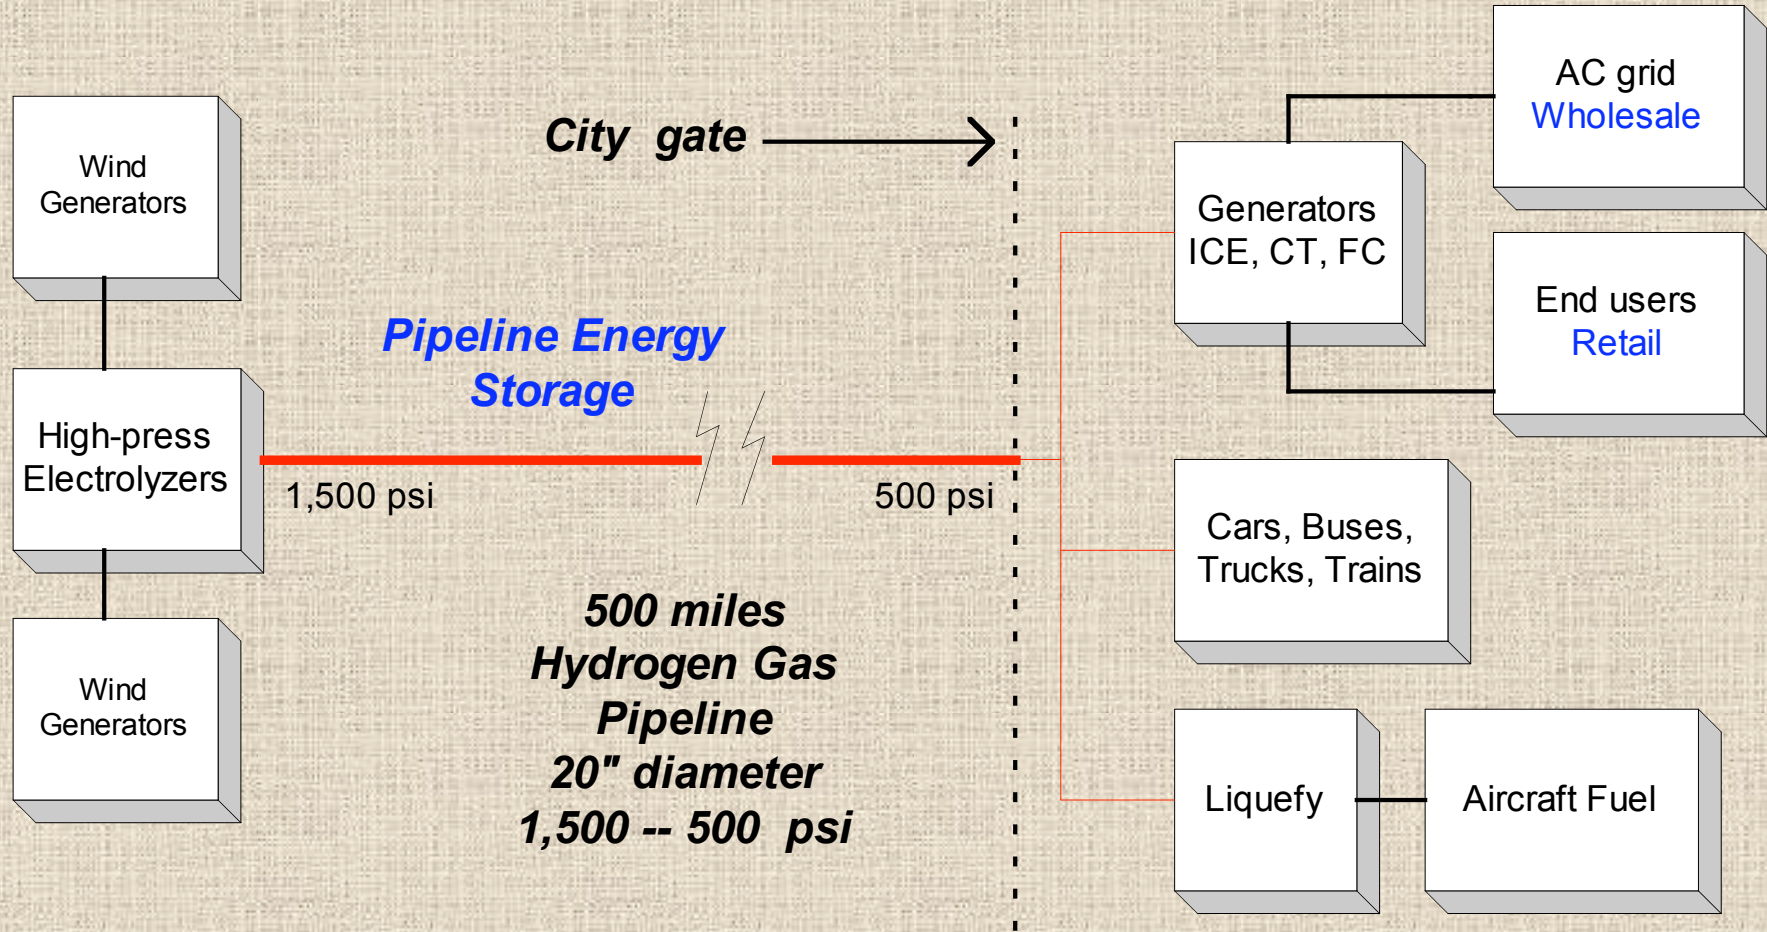 Wind
Generators
High-press
Electrolyzers
Wind
Generators
City gate
Pipeline Energy
Storage
1,500 psi
500 psi
500 miles
Hydrogen Gas
Pipeline
20" diameter
1,500 -- 500 psi
Generators
ICE, CT, FC
AC grid
Wholesale
End users
Retail
Cars, Buses,
Trucks, Trains
Liquefy
Aircraft Fuel